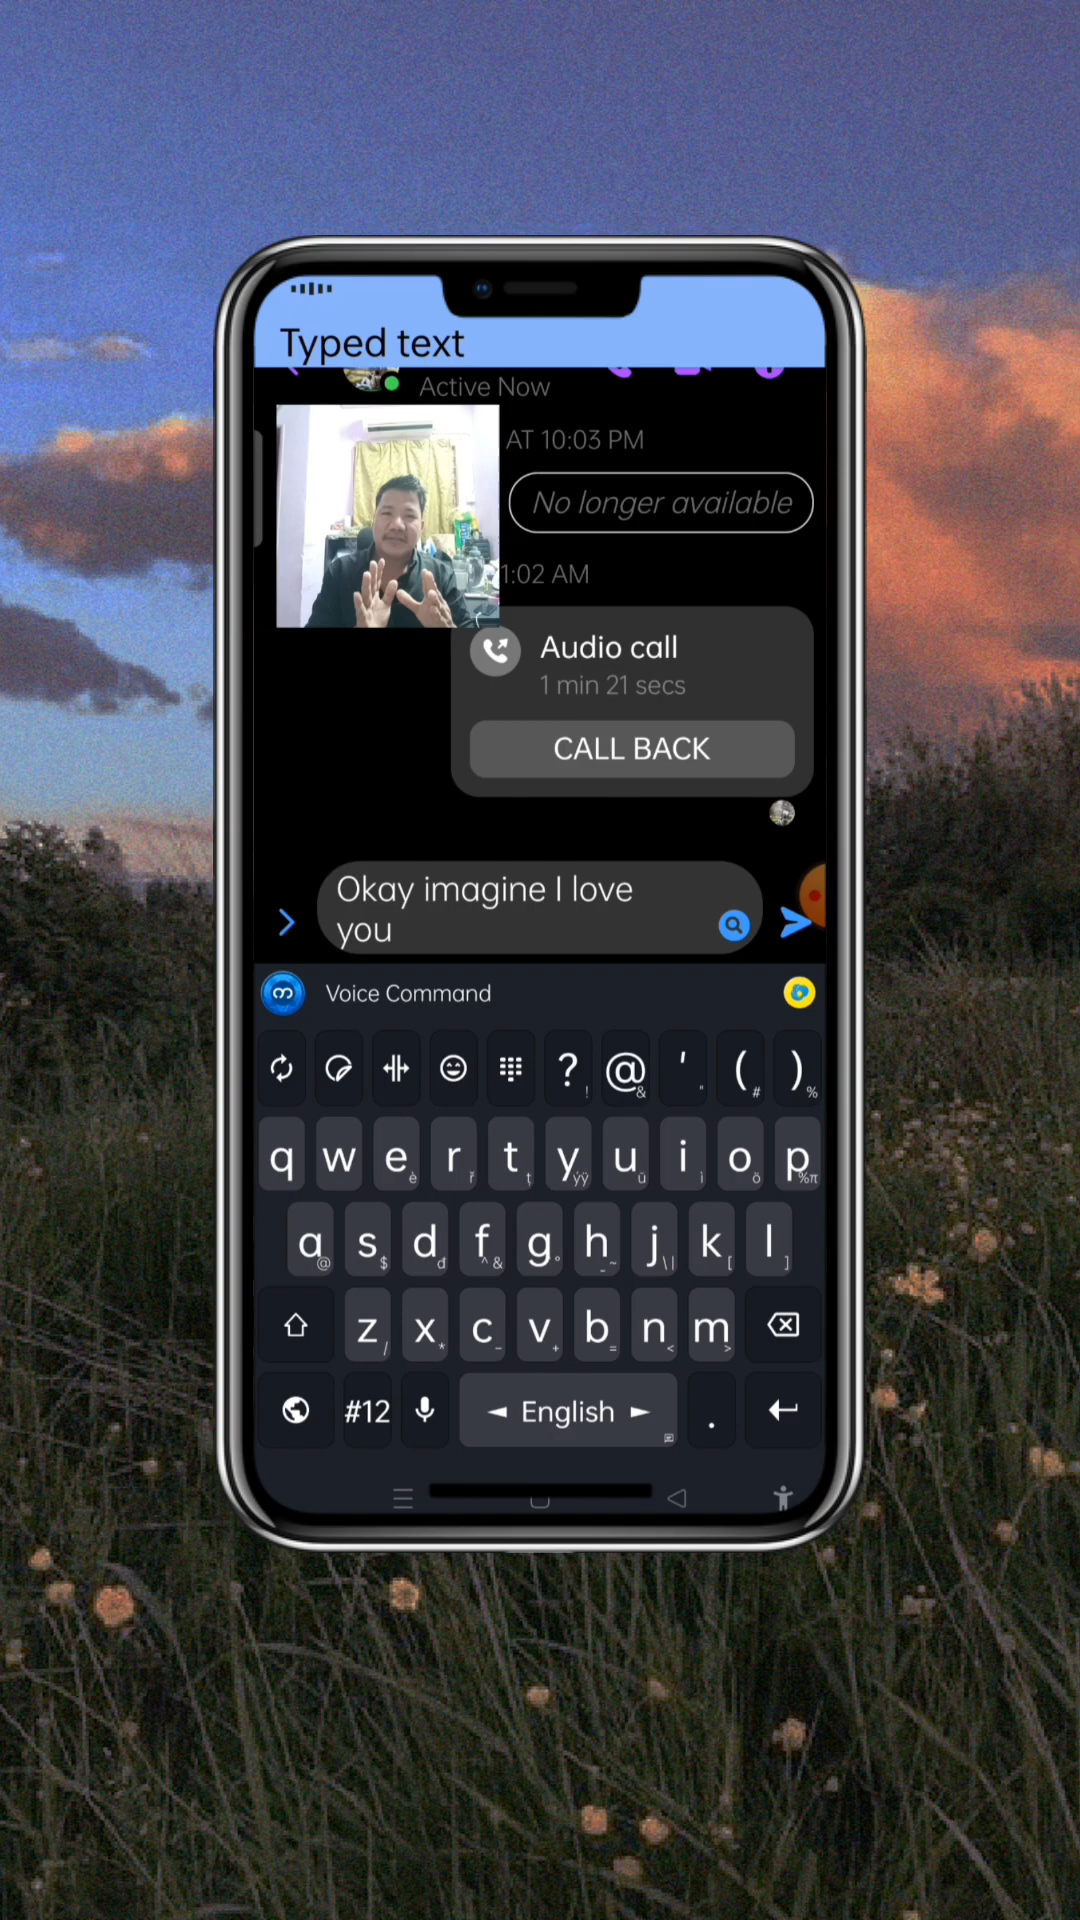 Typed text
Active Now
AT 10:03 PM
No longer available
1:02 AM
Audio call
1 min 21 secs
CALL BACK
Okay imagine I love
you
Voice Command
? ! @ & ' " ( # ) %
q w e è r ř t ț y ýÿ u ü i ì o ö p %π
a @ s $ d đ f ^ & g ° h _ ~ j \ | k [ l ]
z / x * c - v + b = n < m >
#12 ◄ English ► .